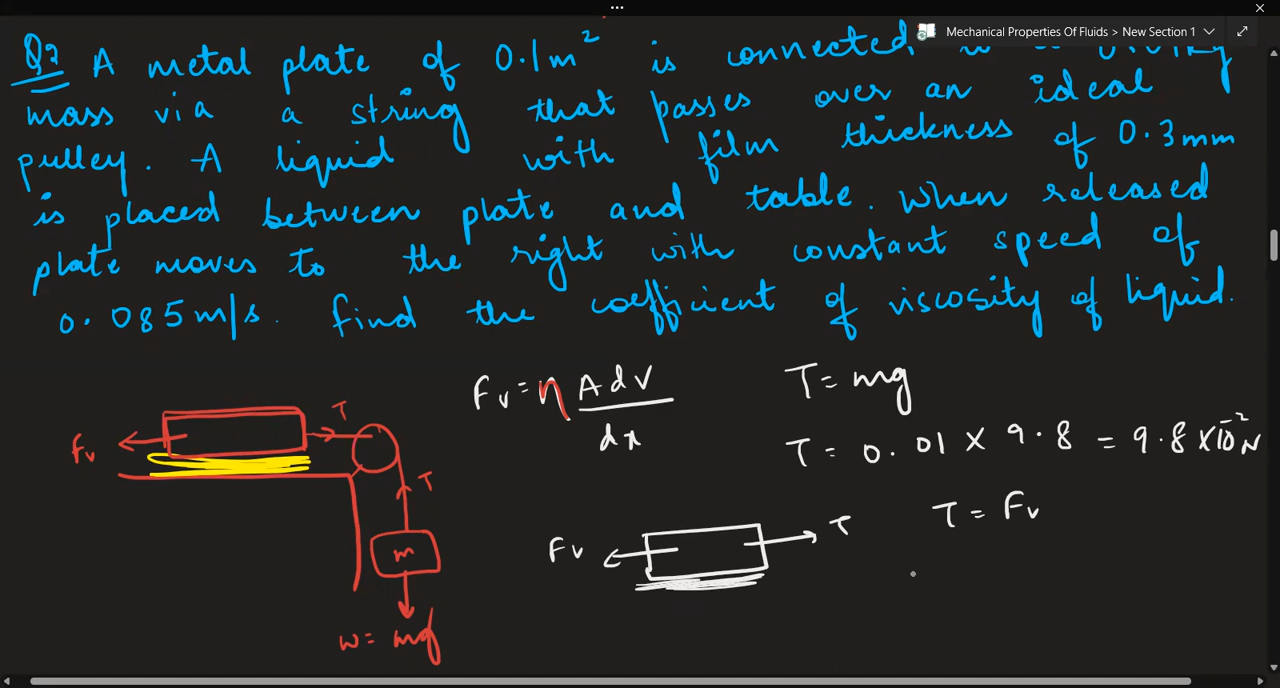 Mechanical Properties Of Fluids > New Section 1
Q2 A metal plate of 0.1m² is connected
mass via a string that passes over an ideal
pulley. A liquid with film thickness of 0.3mm
is placed between plate and table. When released
plate moves to the right with constant speed of
0.085m/s. find the coefficient of viscosity of liquid.
Fv = η A dv / dx
T = mg
T = 0.01 × 9.8 = 9.8 × 10⁻² N
T = Fv
Fv T
T
m
W = mg
Fv T